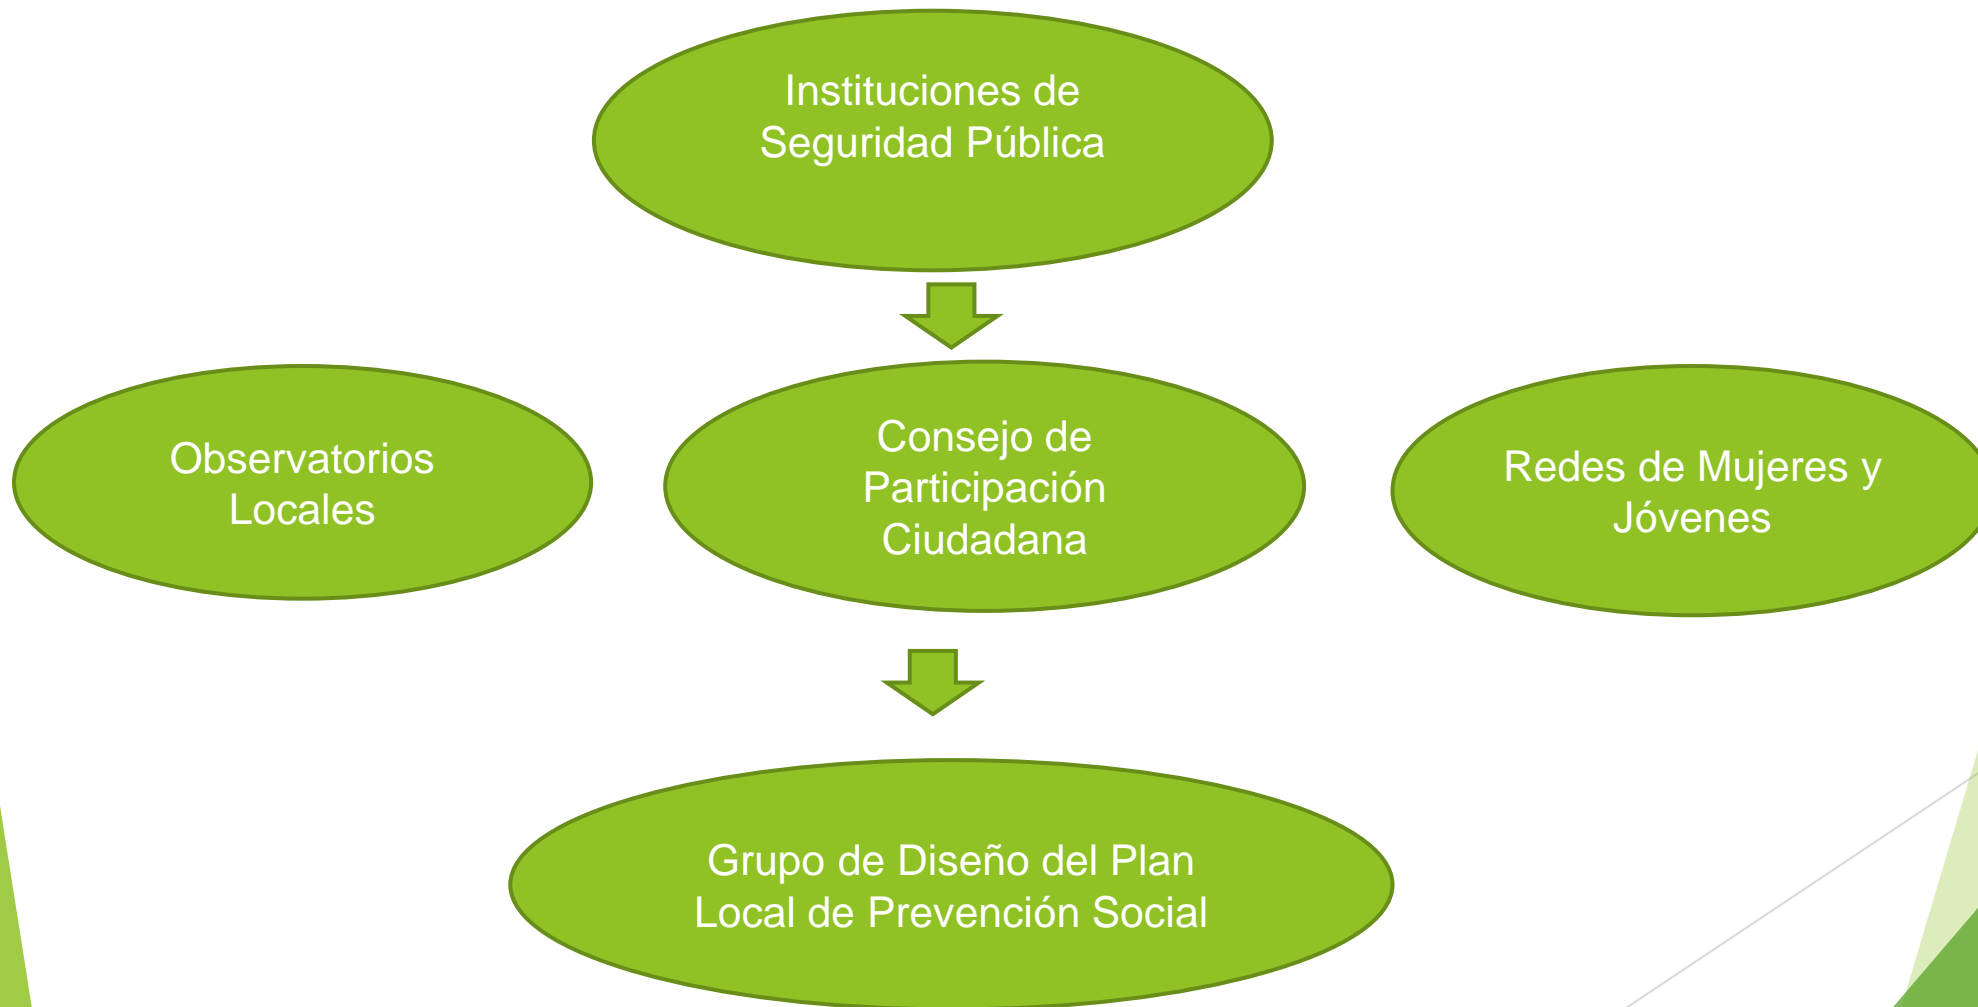 Instituciones de
Seguridad Pública
Observatorios
Locales
Consejo de
Participación
Ciudadana
Redes de Mujeres y
Jóvenes
Grupo de Diseño del Plan
Local de Prevención Social